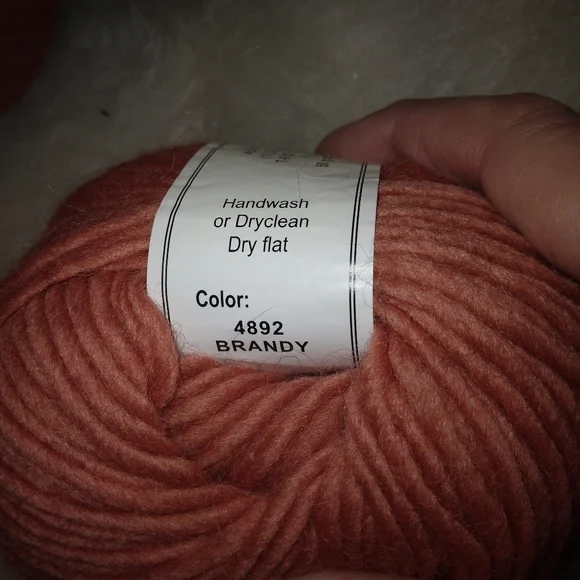 Handwash
or Dryclean
Dry flat
Color:
4892
BRANDY